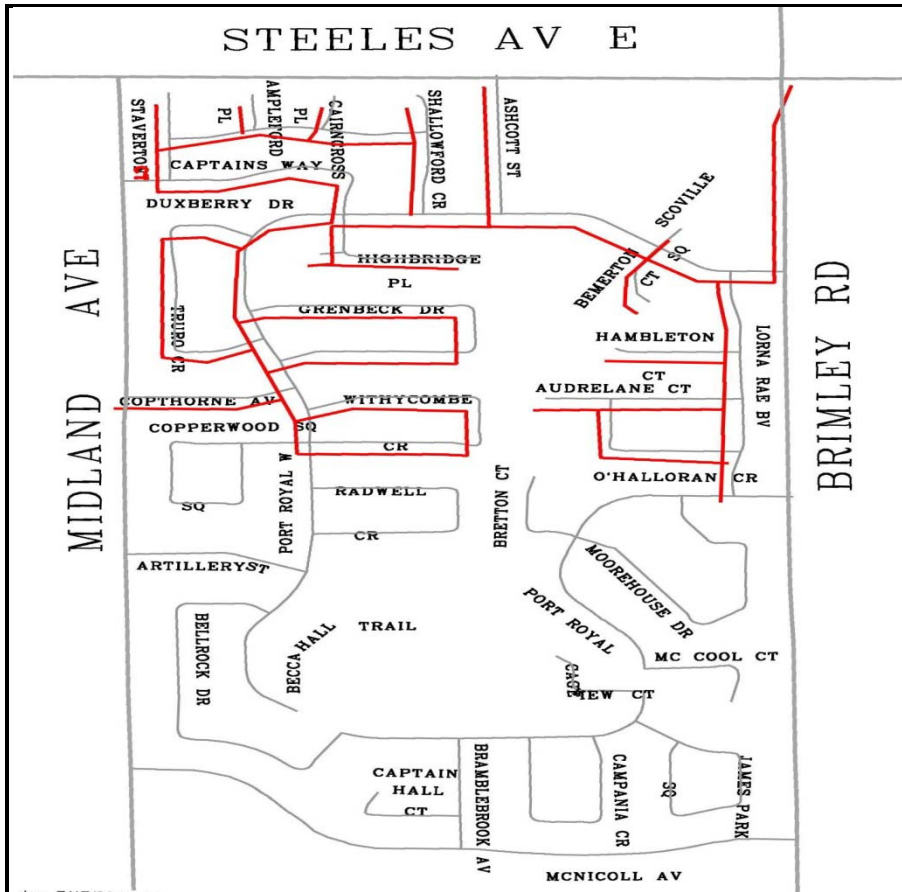 STEELES AV E
STAVERTON
CT
PL
AMPLEFORD
PL
CAIRNCROSS
SHALLOWFORD CR
ASHCOTT ST
CAPTAINS WAY
DUXBERRY DR
SCOVILLE
SQ
BEMERTON
CT
HIGHBRIDGE
PL
MIDLAND AVE
TRURO CR
GRENBECK DR
HAMBLETON
CT
LORNA RAE BV
BRIMLEY RD
AUDRELANE CT
COPTHORNE AV
WITHYCOMBE
CR
COPPERWOOD SQ
SQ
PORT ROYAL W
O'HALLORAN CR
RADWELL
CR
BRETTON CT
ARTILLERY ST
MOOREHOUSE DR
PORT ROYAL
TRAIL
BELLROCK DR
BECCA HALL
MC COOL CT
IEW CT
CAPTAIN
HALL
CT
BRAMBLEBROOK AV
CAMPANIA CR
SQ
JAMES PARK
MCNICOLL AV